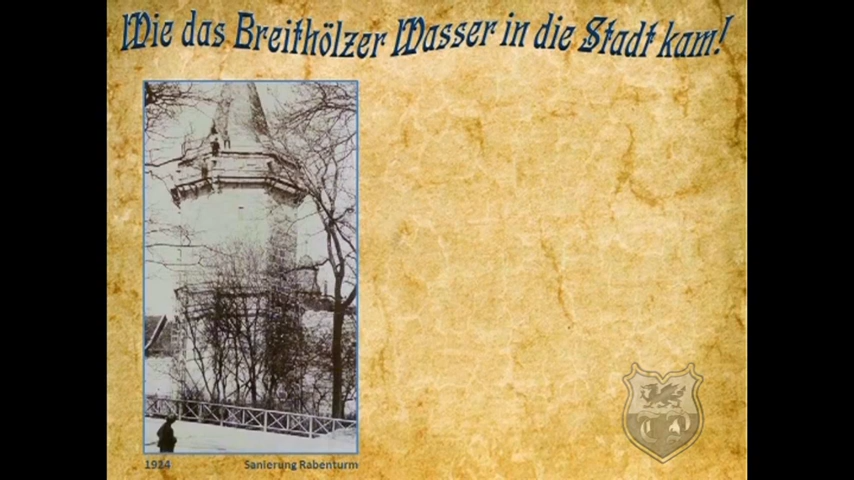 Wie das Breithölzer Wasser in die Stadt kam!
1924 Sanierung Rabenturm